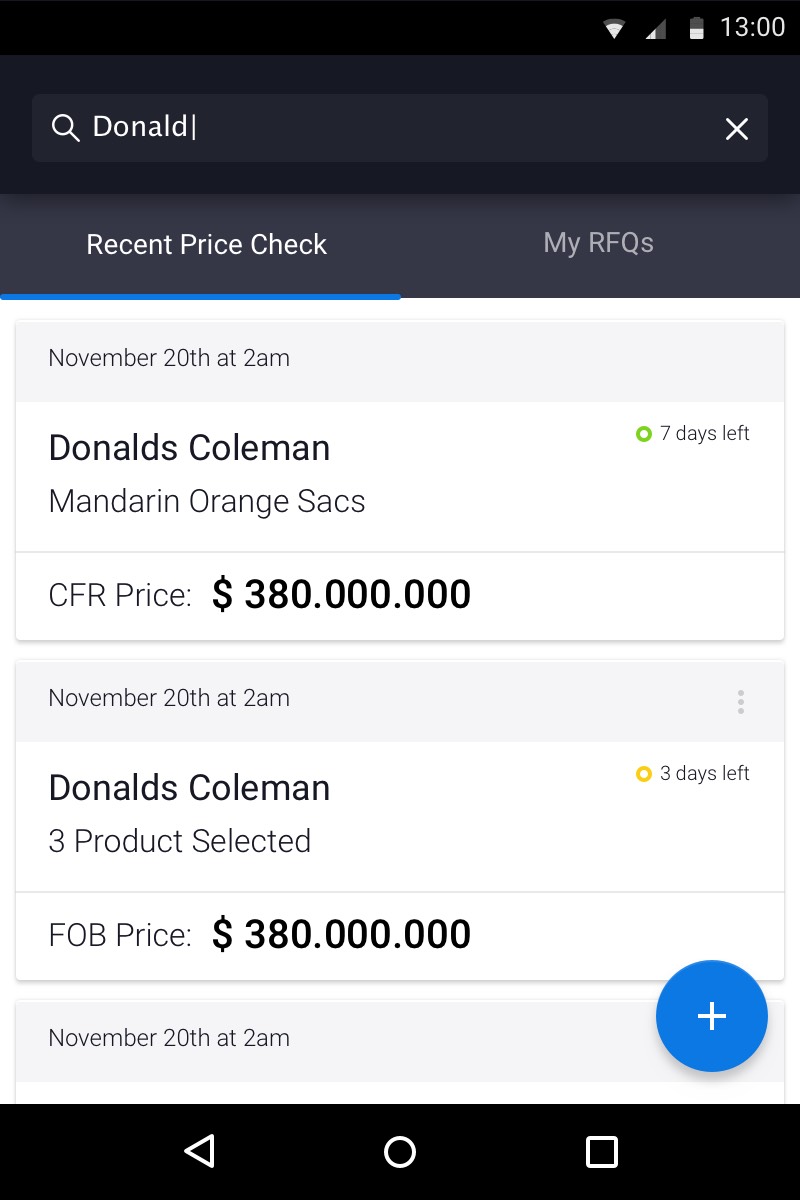 13:00
Donald
Recent Price Check
My RFQs
November 20th at 2am
Donalds Coleman
7 days left
Mandarin Orange Sacs
CFR Price: $ 380.000.000
November 20th at 2am
Donalds Coleman
3 days left
3 Product Selected
FOB Price: $ 380.000.000
November 20th at 2am